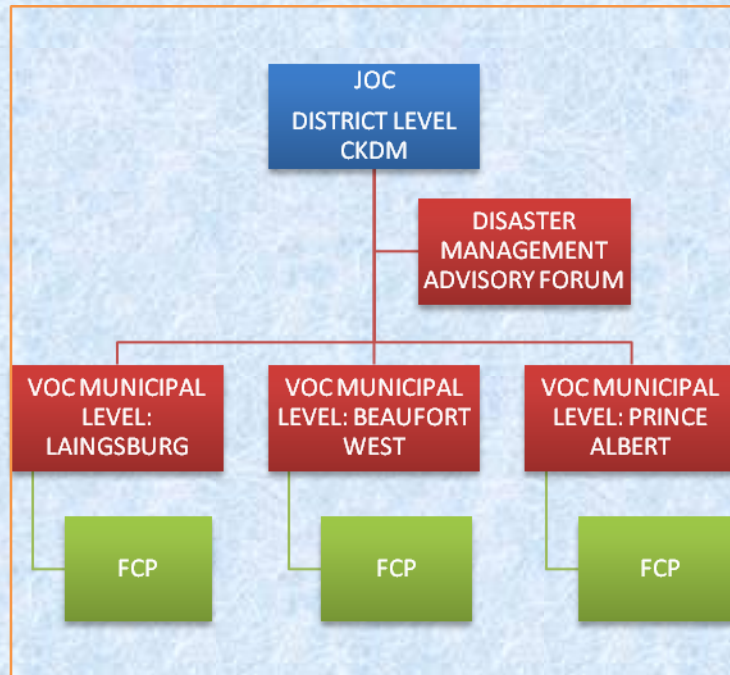 JOC
DISTRICT LEVEL
CKDM
DISASTER
MANAGEMENT
ADVISORY FORUM
VOC MUNICIPAL
LEVEL:
LAINGSBURG
VOC MUNICIPAL
LEVEL: BEAUFORT
WEST
VOC MUNICIPAL
LEVEL: PRINCE
ALBERT
FCP
FCP
FCP